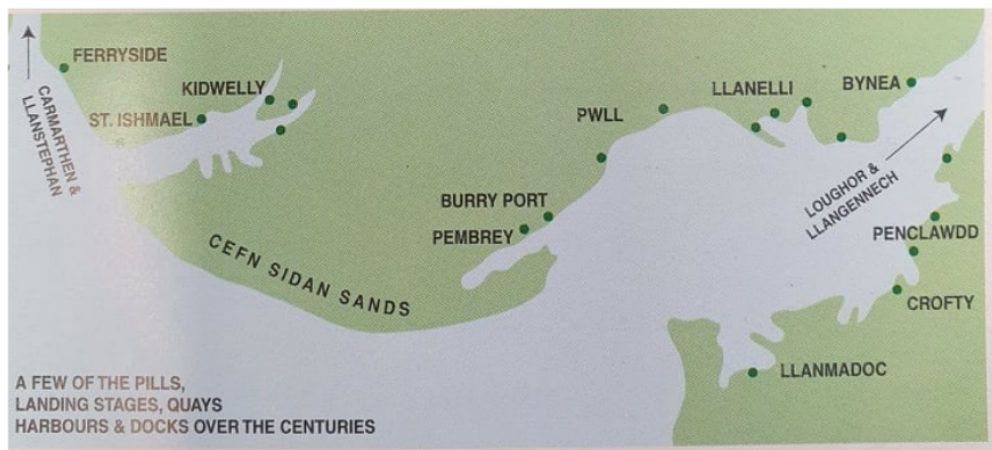 FERRYSIDE
CARMARTHEN &
LLANSTEPHAN
KIDWELLY
ST. ISHMAEL
PWLL
LLANELLI
BYNEA
LOUGHOR &
LLANGENNECH
BURRY PORT
PEMBREY
PENCLAWDD
CEFN SIDAN SANDS
CROFTY
LLANMADOC
A FEW OF THE PILLS,
LANDING STAGES, QUAYS
HARBOURS & DOCKS OVER THE CENTURIES